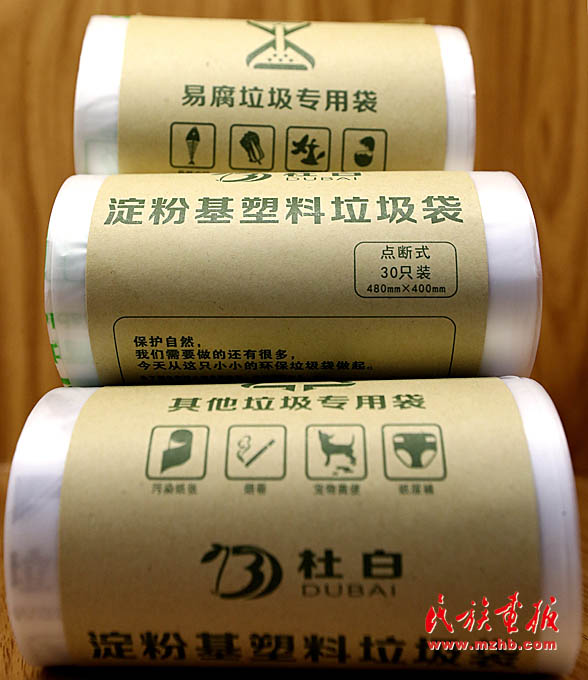 易腐垃圾专用袋
杜白
DUBAI
淀粉基塑料垃圾袋
点断式
30只装
480mm×400mm
保护自然，
我们需要做的还有很多，
今天从这只小小的环保垃圾袋做起。
其他垃圾专用袋
污染纸张
烟蒂
宠物粪便
纸尿裤
杜白
DUBAI
淀粉基塑料垃圾袋
民族画报
www.mzhb.com